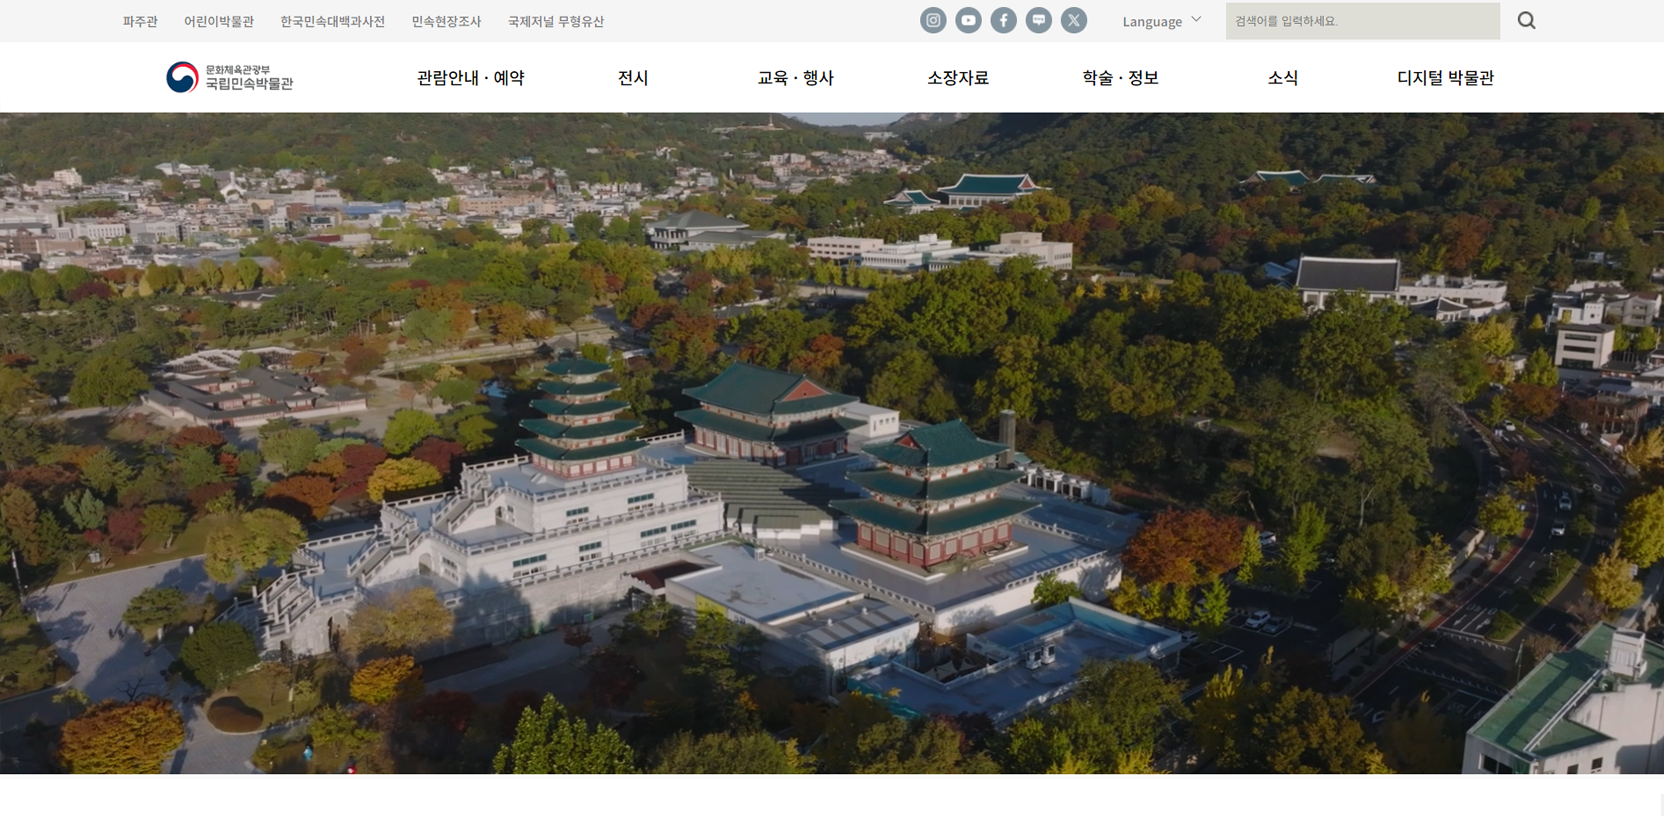 파주관 어린이박물관 한국민속대백과사전 민속현장조사 국제저널 무형유산 Language 검색어를 입력하세요.
문화체육관광부
국립민속박물관
관람안내 · 예약 전시 교육 · 행사 소장자료 학술 · 정보 소식 디지털 박물관